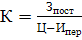 К = Зпост
Ц–Ипер